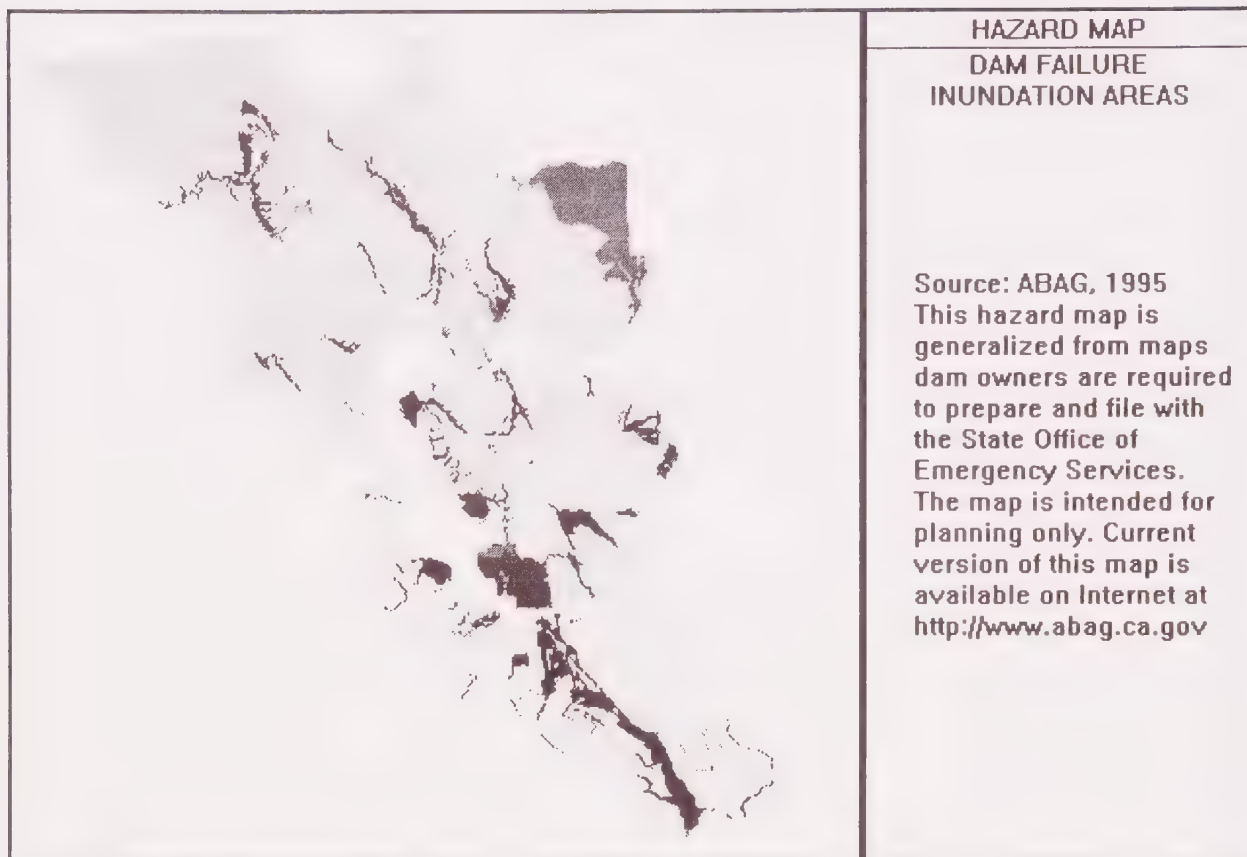 HAZARD MAP
DAM FAILURE
INUNDATION AREAS
Source: ABAG, 1995
This hazard map is
generalized from maps
dam owners are required
to prepare and file with
the State Office of
Emergency Services.
The map is intended for
planning only. Current
version of this map is
available on Internet at
http://www.abag.ca.gov